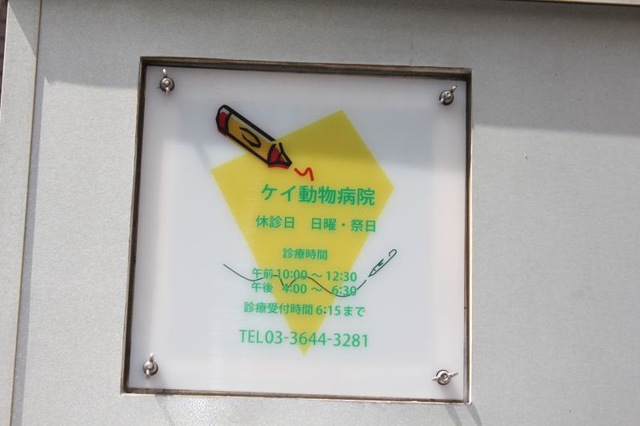 ケイ動物病院
休診日 日曜・祭日
診療時間
午前 10:00 ～ 12:30
午後 4:00 ～ 6:30
診療受付時間 6:15まで
TEL03-3644-3281